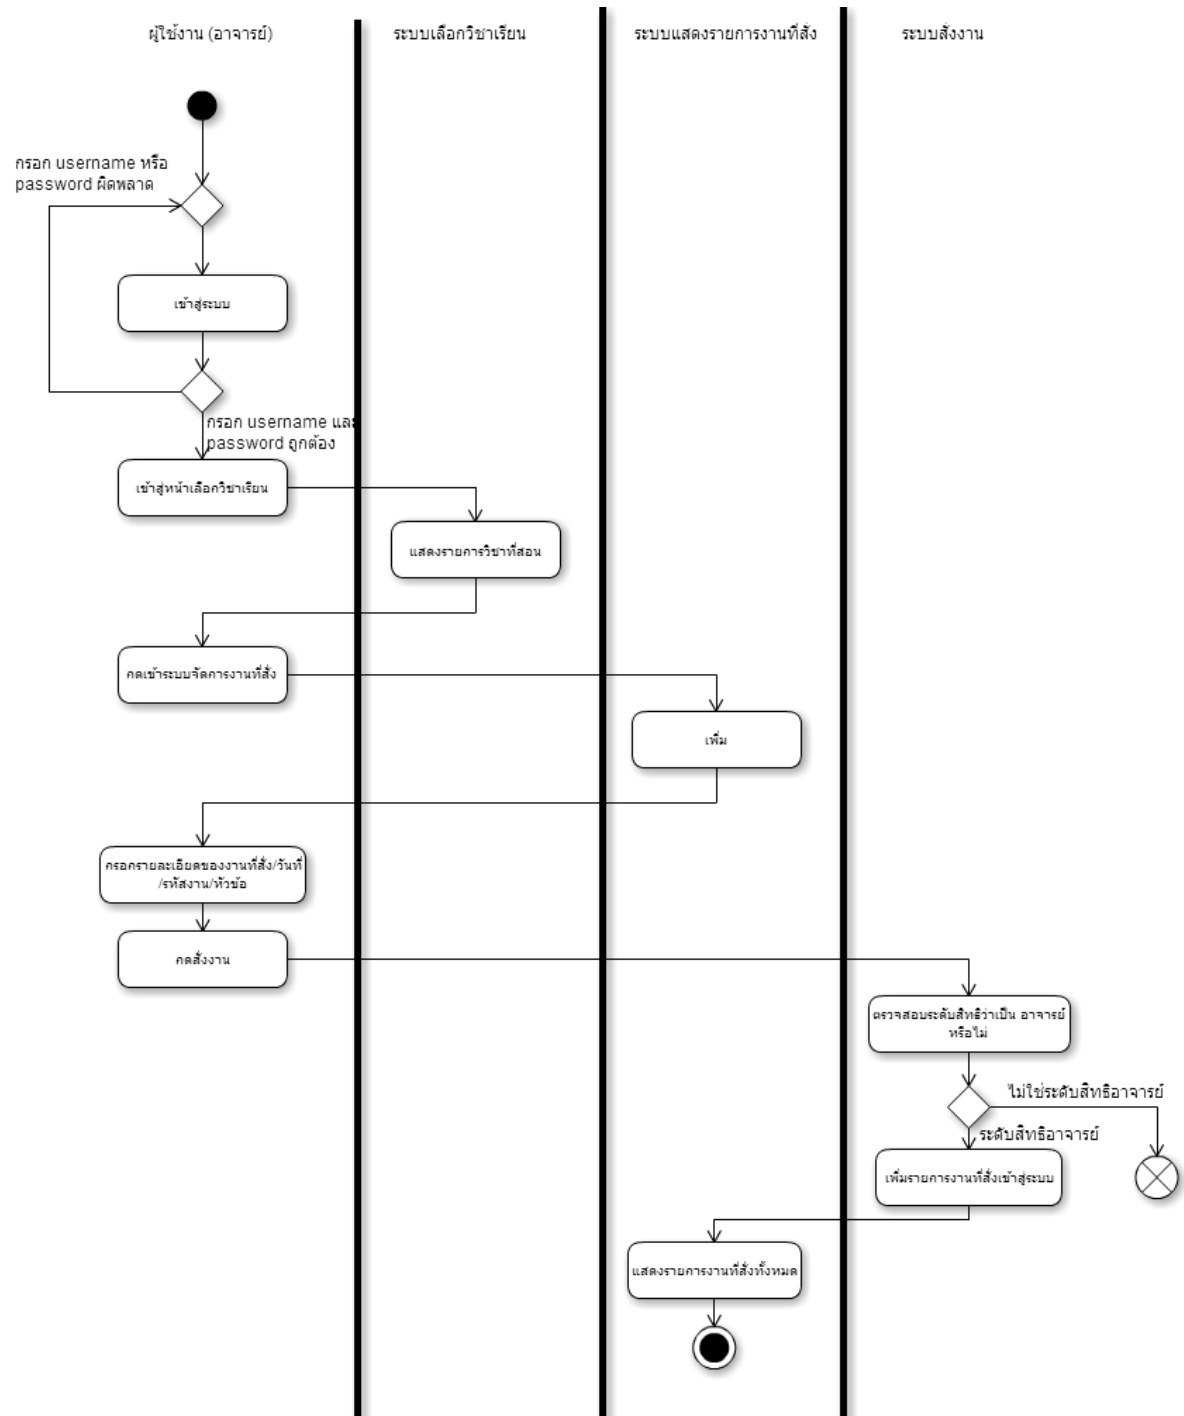 ผู้ใช้งาน (อาจารย์)
ระบบเลือกวิชาเรียน
ระบบแสดงรายการงานที่สั่ง
ระบบสั่งงาน
กรอก username หรือ
password ผิดพลาด
เข้าสู่ระบบ
กรอก username และ
password ถูกต้อง
เข้าสู่หน้าเลือกวิชาเรียน
แสดงรายการวิชาที่สอน
กดเข้าระบบจัดการงานที่สั่ง
เพิ่ม
กรอกรายละเอียดของงานที่สั่ง/วันที่
/รหัสงาน/หัวข้อ
กดสั่งงาน
ตรวจสอบระดับสิทธิว่าเป็น อาจารย์
หรือไม่
ไม่ใช่ระดับสิทธิอาจารย์
ระดับสิทธิอาจารย์
เพิ่มรายการงานที่สั่งเข้าสู่ระบบ
แสดงรายการงานที่สั่งทั้งหมด